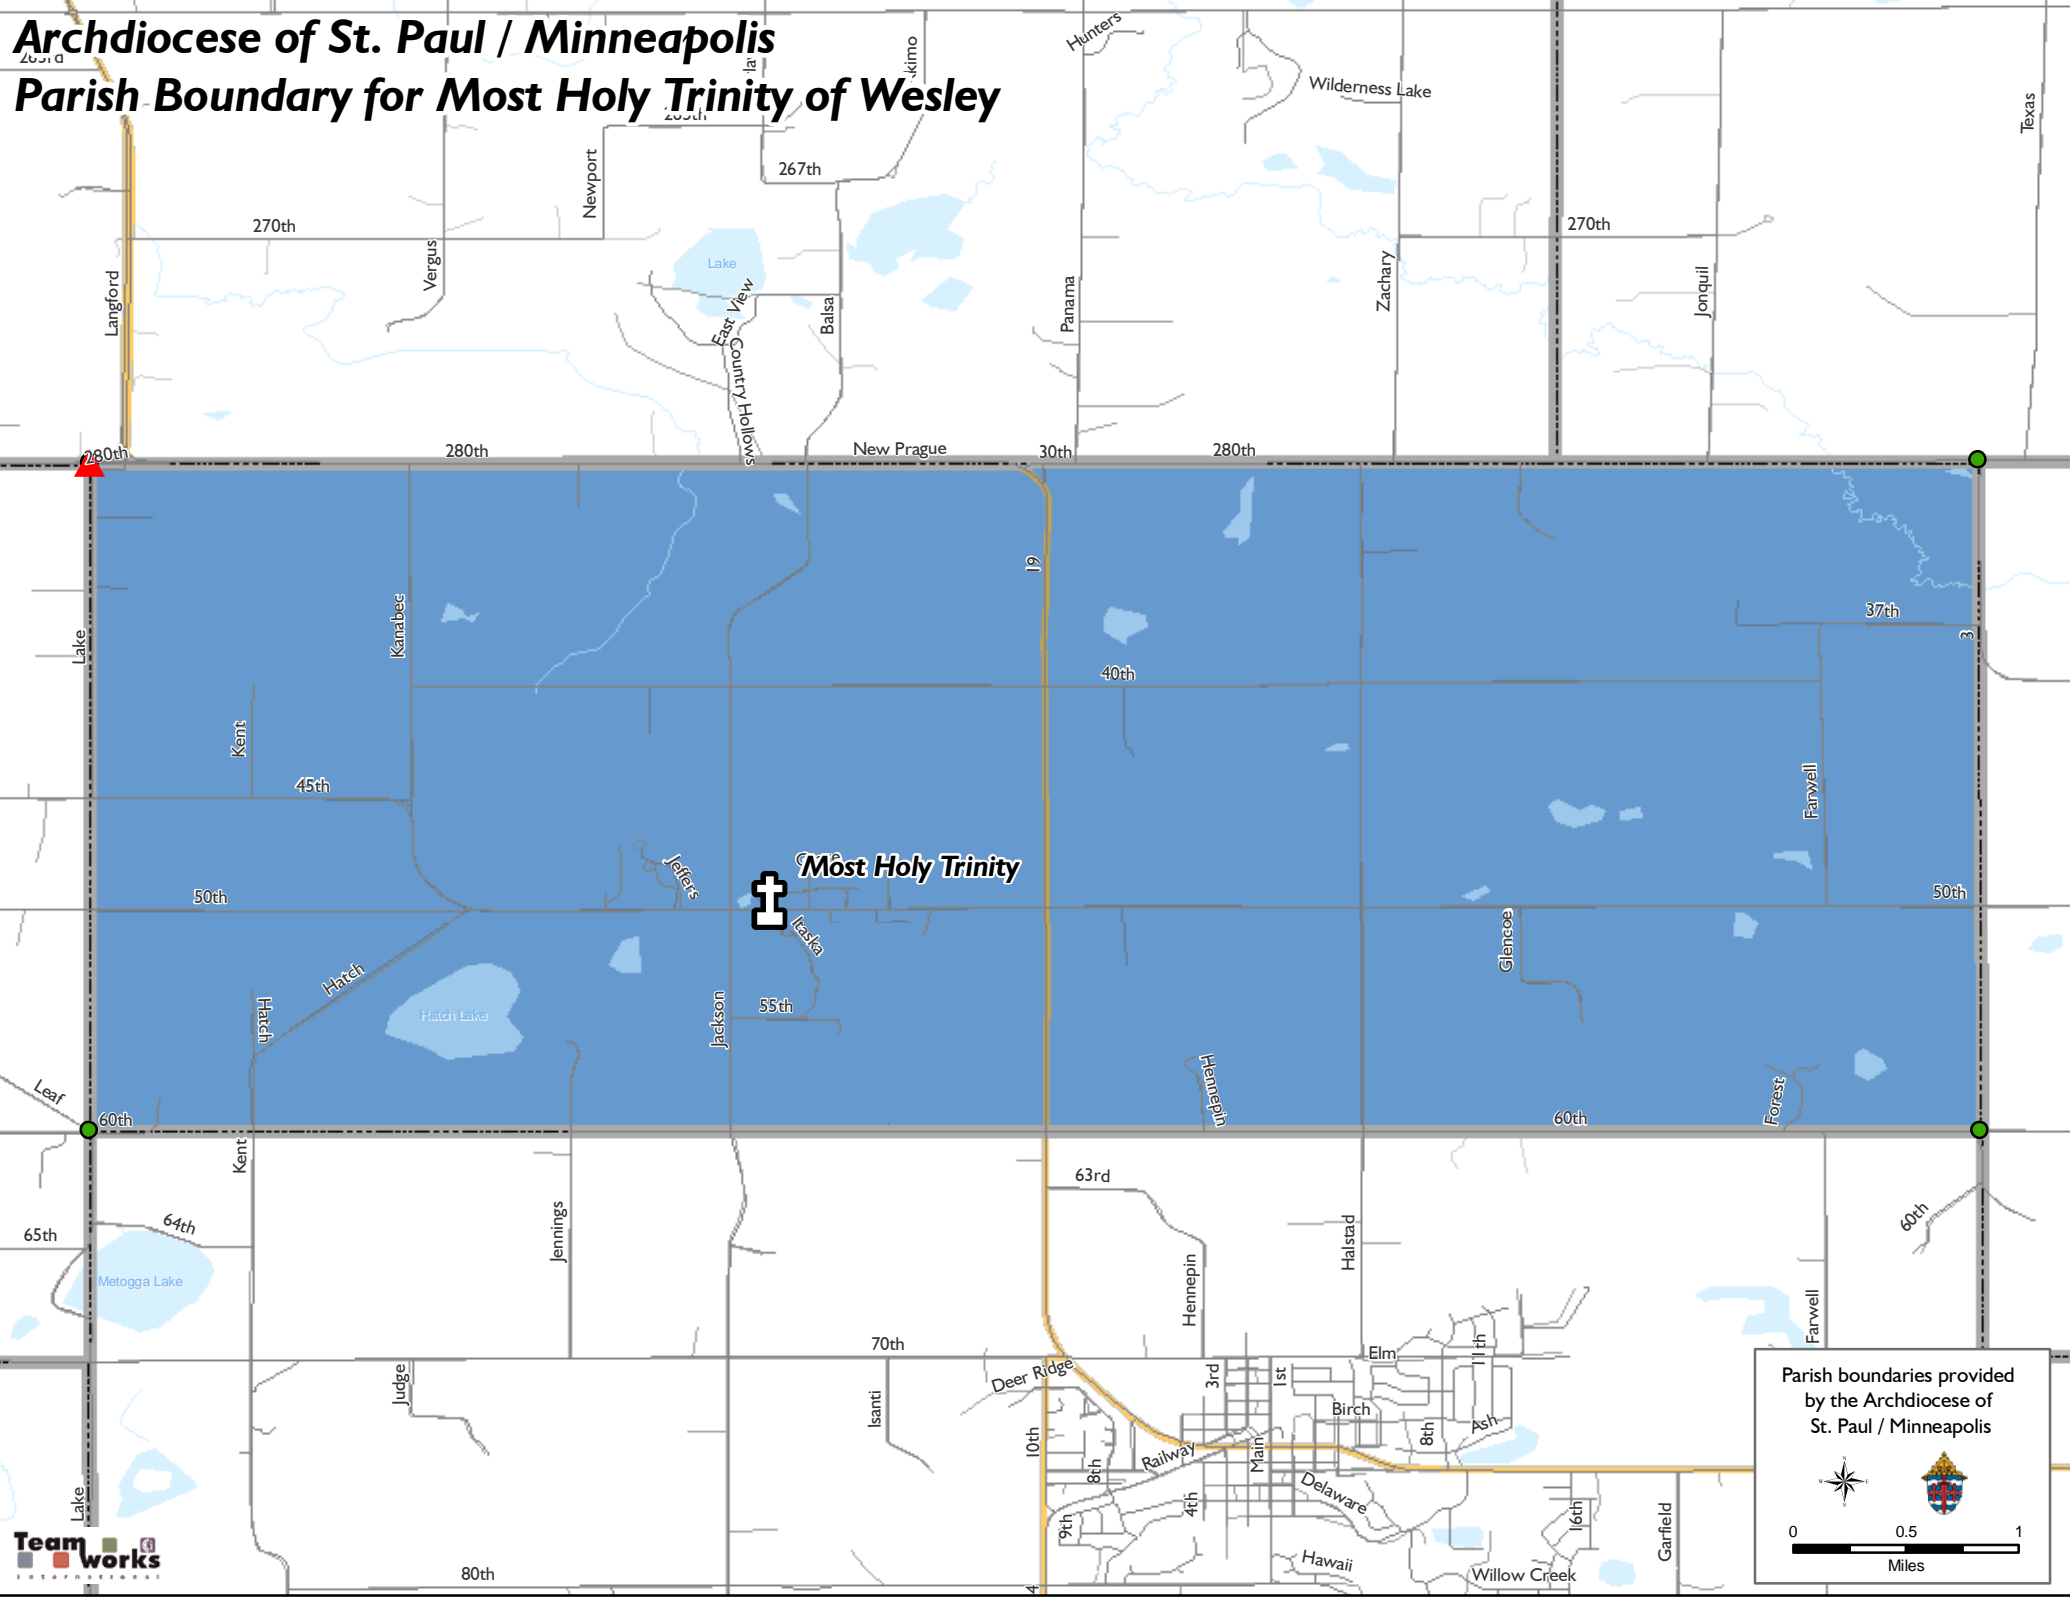 Archdiocese of St. Paul / Minneapolis
Parish Boundary for Most Holy Trinity of Wesley
Hunters
Wilderness Lake
Texas
267th
Newport
270th
270th
Vergus
Langford
Lake
East View
Country Hollows
Balsa
Panama
Zachary
Jonquil
280th
280th
New Prague
30th
280th
19
Lake
Kanabec
37th
3
40th
Kent
45th
Farwell
Jeffers
Most Holy Trinity
50th
50th
Itaska
Glencoe
Hatch
Hatch
Hatch Lake
Jackson
55th
Leaf
60th
Hennepin
60th
Forest
Kent
63rd
64th
65th
Jennings
Halstad
60th
Metogga Lake
Hennepin
Farwell
70th
Elm
11th
Judge
Isanti
Deer Ridge
3rd
1st
Birch
8th
Ash
10th
8th
Railway
Main
Delaware
4th
9th
16th
Garfield
Lake
Hawaii
Willow Creek
80th
4
Parish boundaries provided
by the Archdiocese of
St. Paul / Minneapolis
N
W E
S
0 0.5 1
Miles
Team
works
international